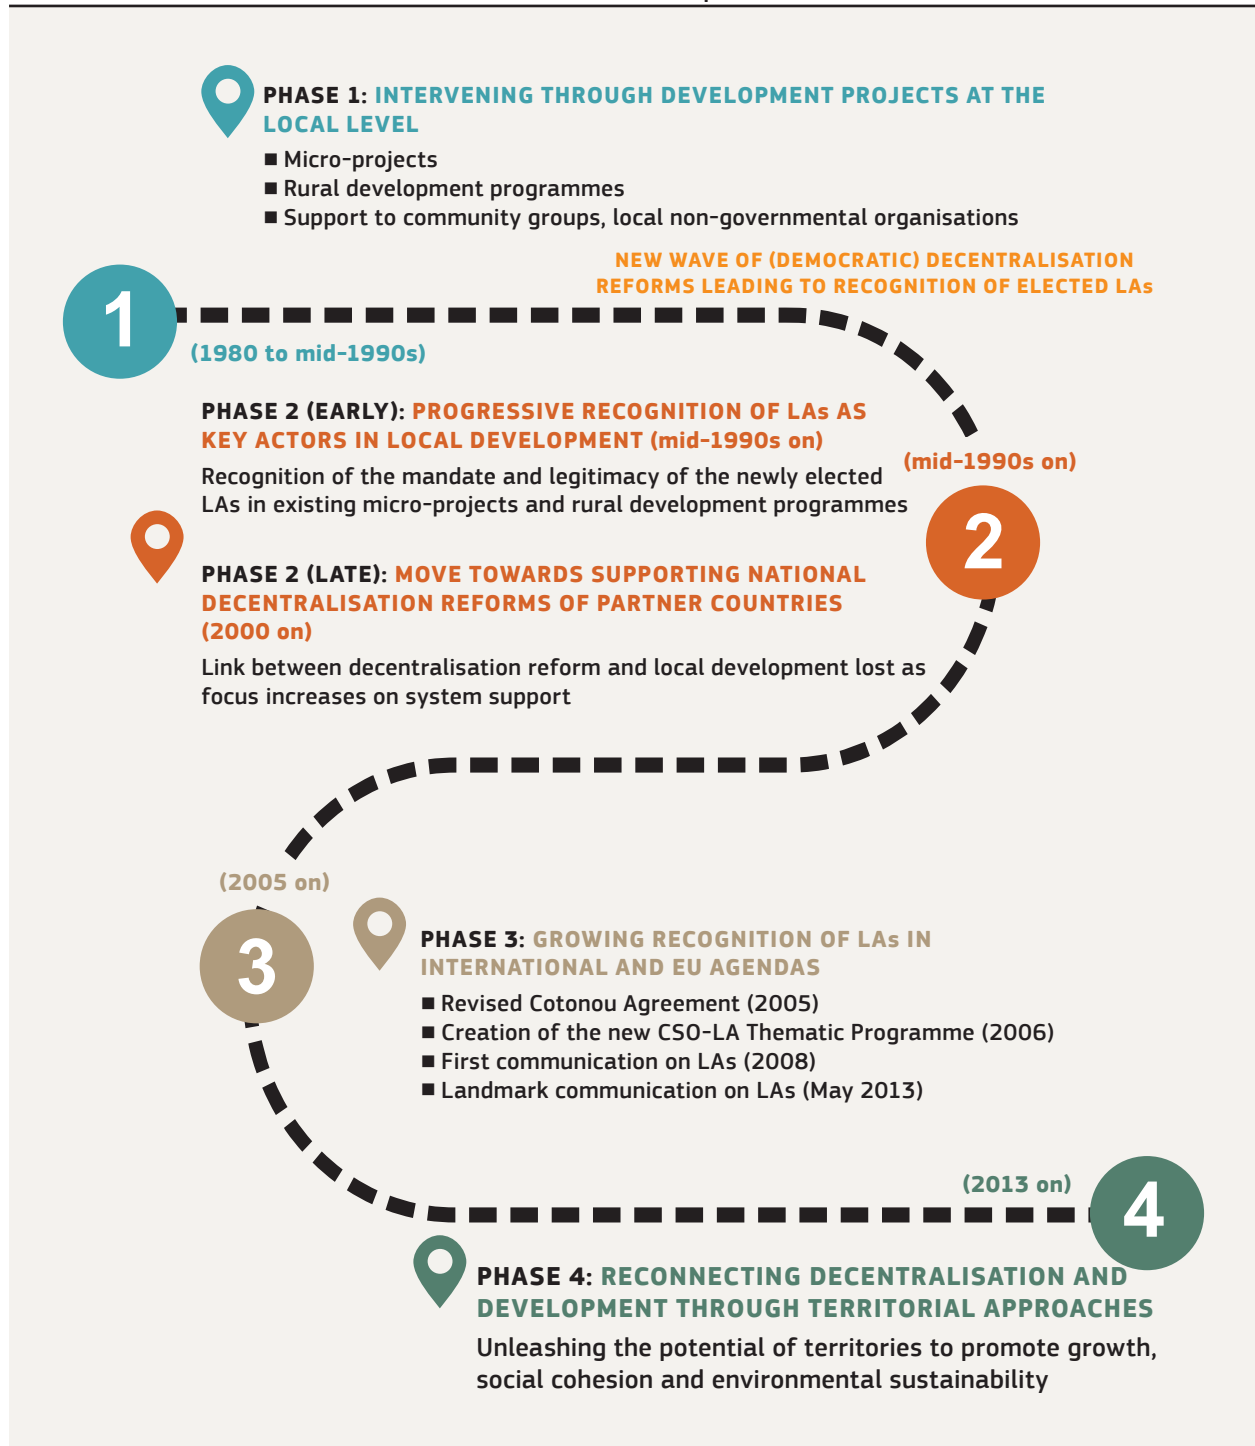 PHASE 1: INTERVENING THROUGH DEVELOPMENT PROJECTS AT THE
LOCAL LEVEL
■ Micro-projects
■ Rural development programmes
■ Support to community groups, local non-governmental organisations
NEW WAVE OF (DEMOCRATIC) DECENTRALISATION
REFORMS LEADING TO RECOGNITION OF ELECTED LAs
1
(1980 to mid-1990s)
PHASE 2 (EARLY): PROGRESSIVE RECOGNITION OF LAs AS
KEY ACTORS IN LOCAL DEVELOPMENT (mid-1990s on)
(mid-1990s on)
Recognition of the mandate and legitimacy of the newly elected
LAs in existing micro-projects and rural development programmes
2
PHASE 2 (LATE): MOVE TOWARDS SUPPORTING NATIONAL
DECENTRALISATION REFORMS OF PARTNER COUNTRIES
(2000 on)
Link between decentralisation reform and local development lost as
focus increases on system support
(2005 on)
3
PHASE 3: GROWING RECOGNITION OF LAs IN
INTERNATIONAL AND EU AGENDAS
■ Revised Cotonou Agreement (2005)
■ Creation of the new CSO-LA Thematic Programme (2006)
■ First communication on LAs (2008)
■ Landmark communication on LAs (May 2013)
(2013 on)
4
PHASE 4: RECONNECTING DECENTRALISATION AND
DEVELOPMENT THROUGH TERRITORIAL APPROACHES
Unleashing the potential of territories to promote growth,
social cohesion and environmental sustainability